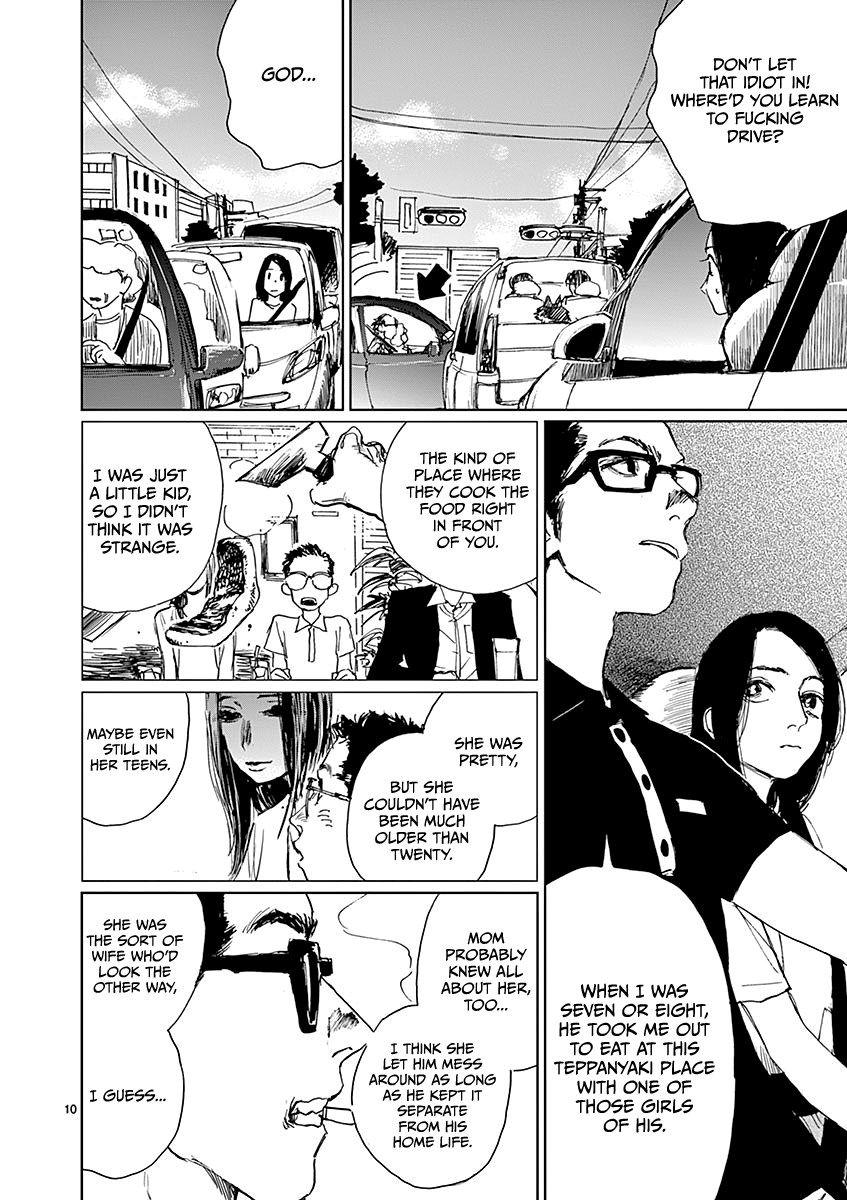 DON'T LET
THAT IDIOT IN!
WHERE'D YOU LEARN
TO FUCKING
DRIVE?
GOD...
WHEN I WAS
SEVEN OR EIGHT,
HE TOOK ME OUT
TO EAT AT THIS
TEPPANYAKI PLACE
WITH ONE OF
THOSE GIRLS
OF HIS.
THE KIND OF
PLACE WHERE
THEY COOK THE
FOOD RIGHT
IN FRONT
OF YOU.
I WAS JUST
A LITTLE KID,
SO I DIDN'T
THINK IT WAS
STRANGE.
SHE WAS
PRETTY,
BUT SHE
COULDN'T HAVE
BEEN MUCH
OLDER THAN
TWENTY.
MAYBE EVEN
STILL IN
HER TEENS.
MOM
PROBABLY
KNEW ALL
ABOUT HER,
TOO...
I THINK SHE
LET HIM MESS
AROUND AS LONG
AS HE KEPT IT
SEPARATE
FROM HIS
HOME LIFE.
SHE WAS
THE SORT OF
WIFE WHO'D
LOOK THE
OTHER WAY,
I GUESS...
10